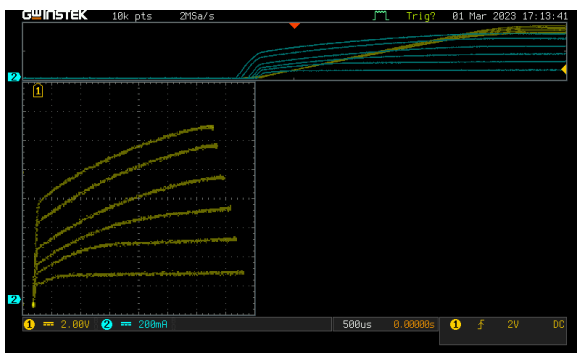 GWINSTEK 10k pts 2MSa/s Trig? 01 Mar 2023 17:13:41
2
1
2
1 2.00V 2 200mA 500us 0.00000s 1 2V DC